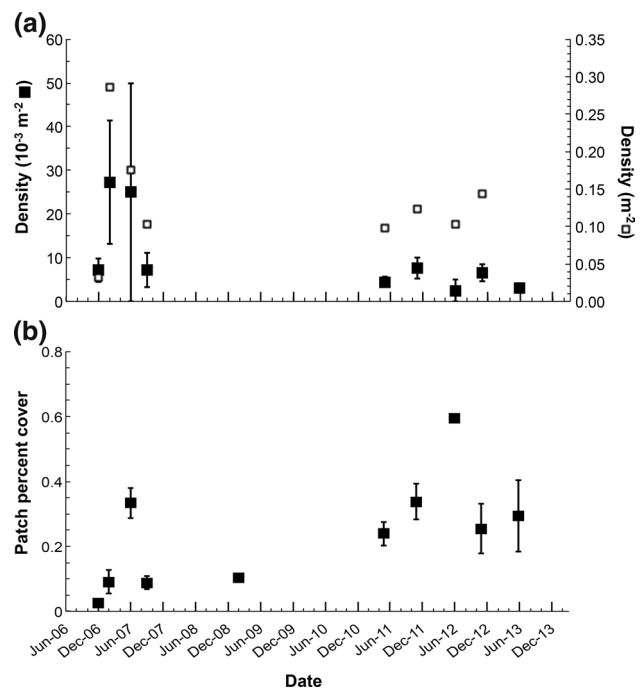 (a)
60
50
40
30
20
10
0
Density (10-3 m-2 ■)
0.35
0.30
0.25
0.20
0.15
0.10
0.05
0.00
Density (m-2 □)
(b)
0.8
0.6
0.4
0.2
0
Patch percent cover
Jun-06 Dec-06 Jun-07 Dec-07 Jun-08 Dec-08 Jun-09 Dec-09 Jun-10 Dec-10 Jun-11 Dec-11 Jun-12 Dec-12 Jun-13 Dec-13
Date